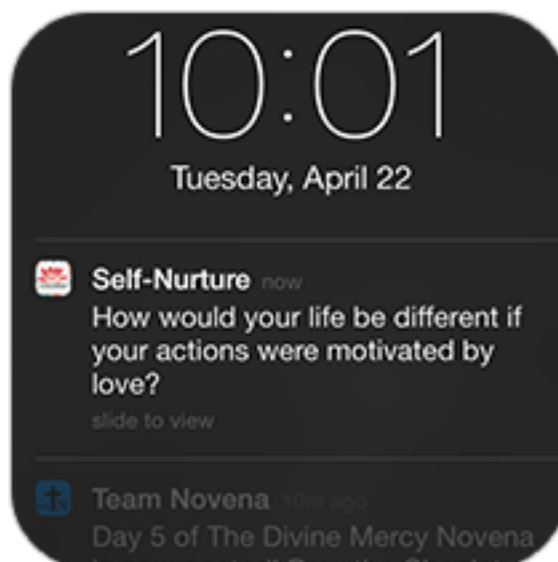 10:01
Tuesday, April 22
Self-Nurture now
How would your life be different if
your actions were motivated by
love?
slide to view
Team Novena 10m ago
Day 5 of The Divine Mercy Novena